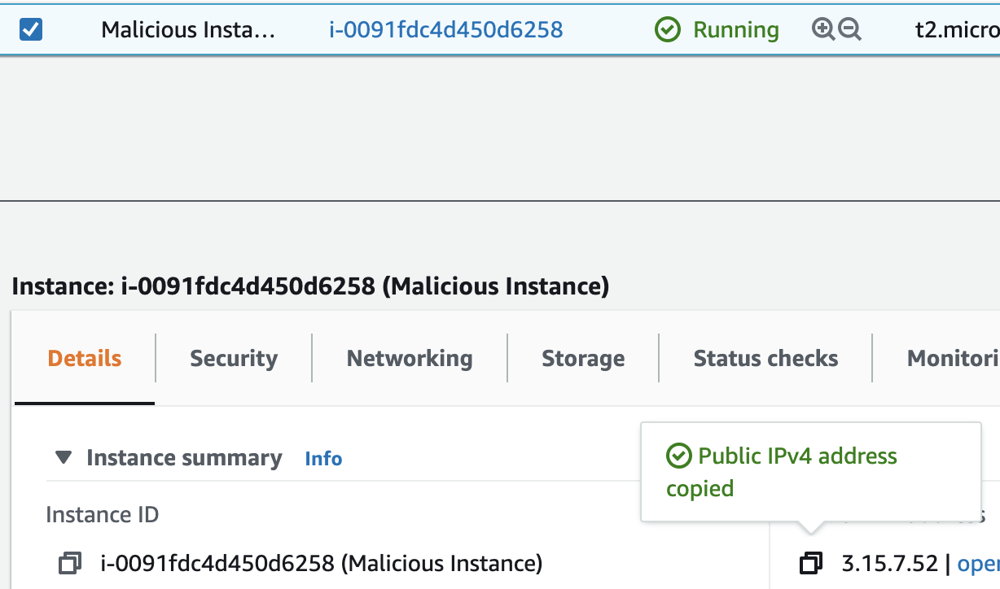 Malicious Insta… i-0091fdc4d450d6258 Running t2.micro
Instance: i-0091fdc4d450d6258 (Malicious Instance)
Details Security Networking Storage Status checks Monitori
Instance summary Info
Public IPv4 address
copied
Instance ID
i-0091fdc4d450d6258 (Malicious Instance) 3.15.7.52 | open